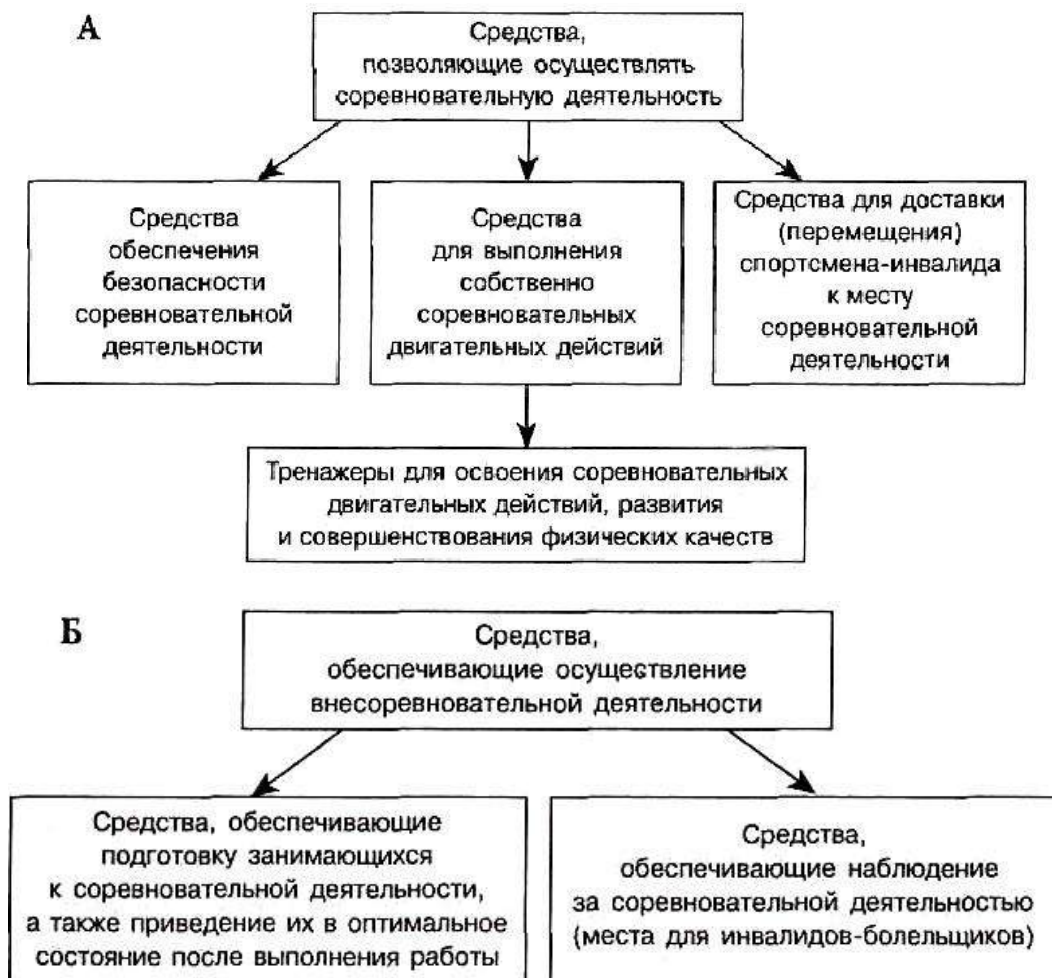 А
Средства,
позволяющие осуществлять
соревновательную деятельность
Средства
обеспечения
безопасности
соревновательной
деятельности
Средства
для выполнения
собственно
соревновательных
двигательных действий
Средства для доставки
(перемещения)
спортсмена-инвалида
к месту
соревновательной
деятельности
Тренажеры для освоения соревновательных
двигательных действий, развития
и совершенствования физических качеств
Б
Средства,
обеспечивающие осуществление
внесоревновательной деятельности
Средства, обеспечивающие
подготовку занимающихся
к соревновательной деятельности,
а также приведение их в оптимальное
состояние после выполнения работы
Средства,
обеспечивающие наблюдение
за соревновательной деятельностью
(места для инвалидов-болельщиков)